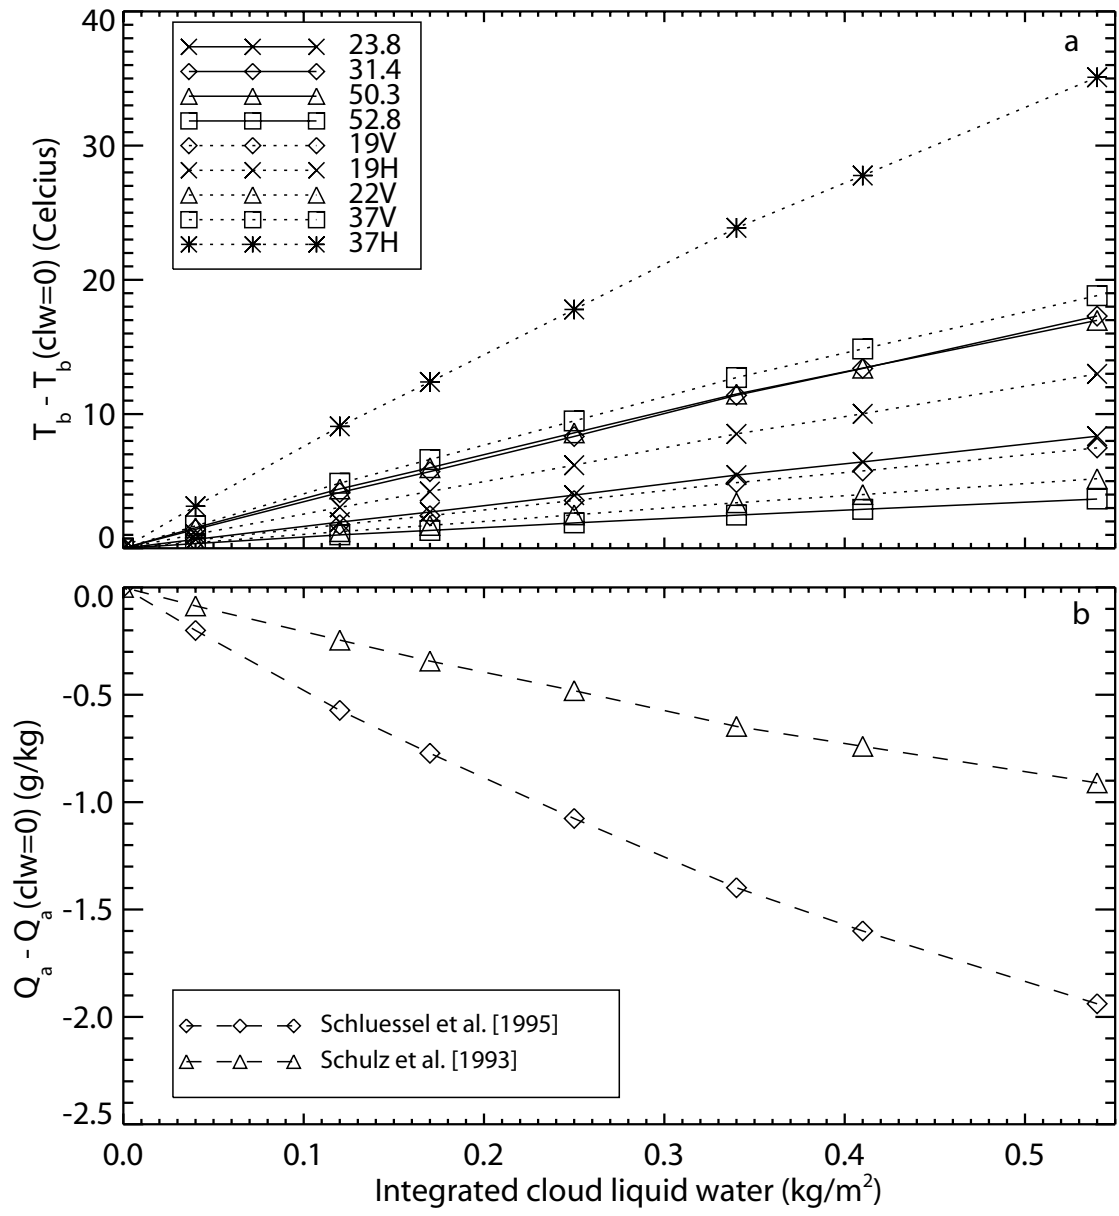 40
30
20
10
0
T_b - T_b (clw=0) (Celcius)
a
23.8
31.4
50.3
52.8
19V
19H
22V
37V
37H
0.0
-0.5
-1.0
-1.5
-2.0
-2.5
Q_a - Q_a (clw=0) (g/kg)
b
Schluessel et al. [1995]
Schulz et al. [1993]
0.0 0.1 0.2 0.3 0.4 0.5
Integrated cloud liquid water (kg/m²)